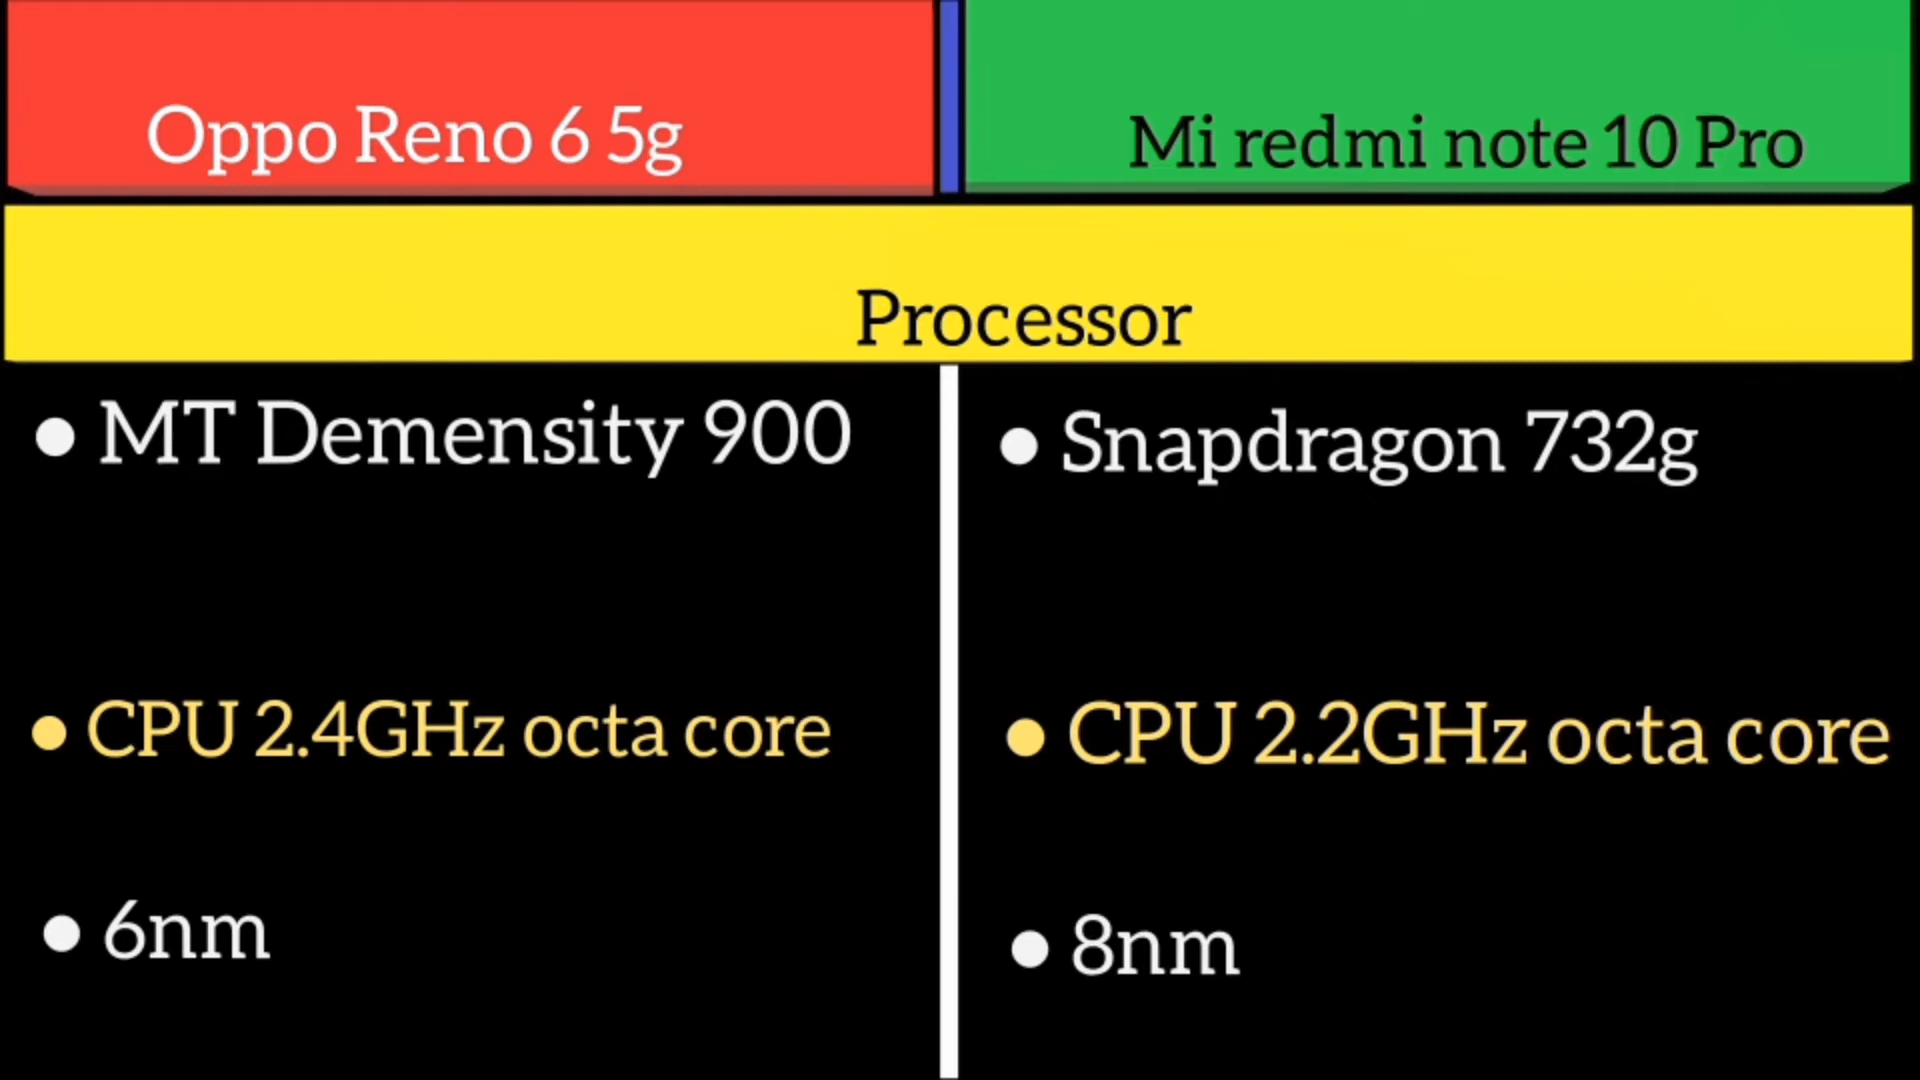 Oppo Reno 6 5g
Mi redmi note 10 Pro
Processor
• MT Demensity 900
• Snapdragon 732g
• CPU 2.4GHz octa core
• CPU 2.2GHz octa core
• 6nm
• 8nm